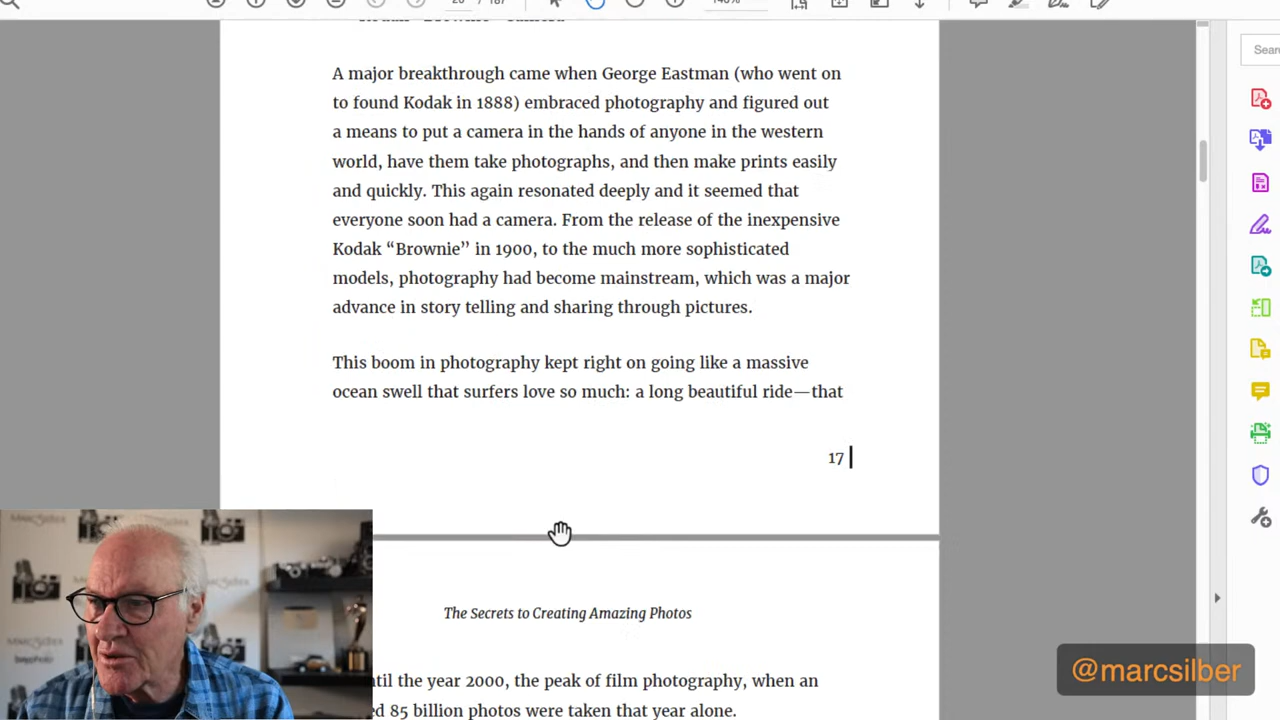 A major breakthrough came when George Eastman (who went on
to found Kodak in 1888) embraced photography and figured out
a means to put a camera in the hands of anyone in the western
world, have them take photographs, and then make prints easily
and quickly. This again resonated deeply and it seemed that
everyone soon had a camera. From the release of the inexpensive
Kodak “Brownie” in 1900, to the much more sophisticated
models, photography had become mainstream, which was a major
advance in story telling and sharing through pictures.
This boom in photography kept right on going like a massive
ocean swell that surfers love so much: a long beautiful ride—that
17
The Secrets to Creating Amazing Photos
until the year 2000, the peak of film photography, when an
85 billion photos were taken that year alone.
Sear
@marcsilber